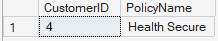 CustomerID PolicyName
1 4 Health Secure